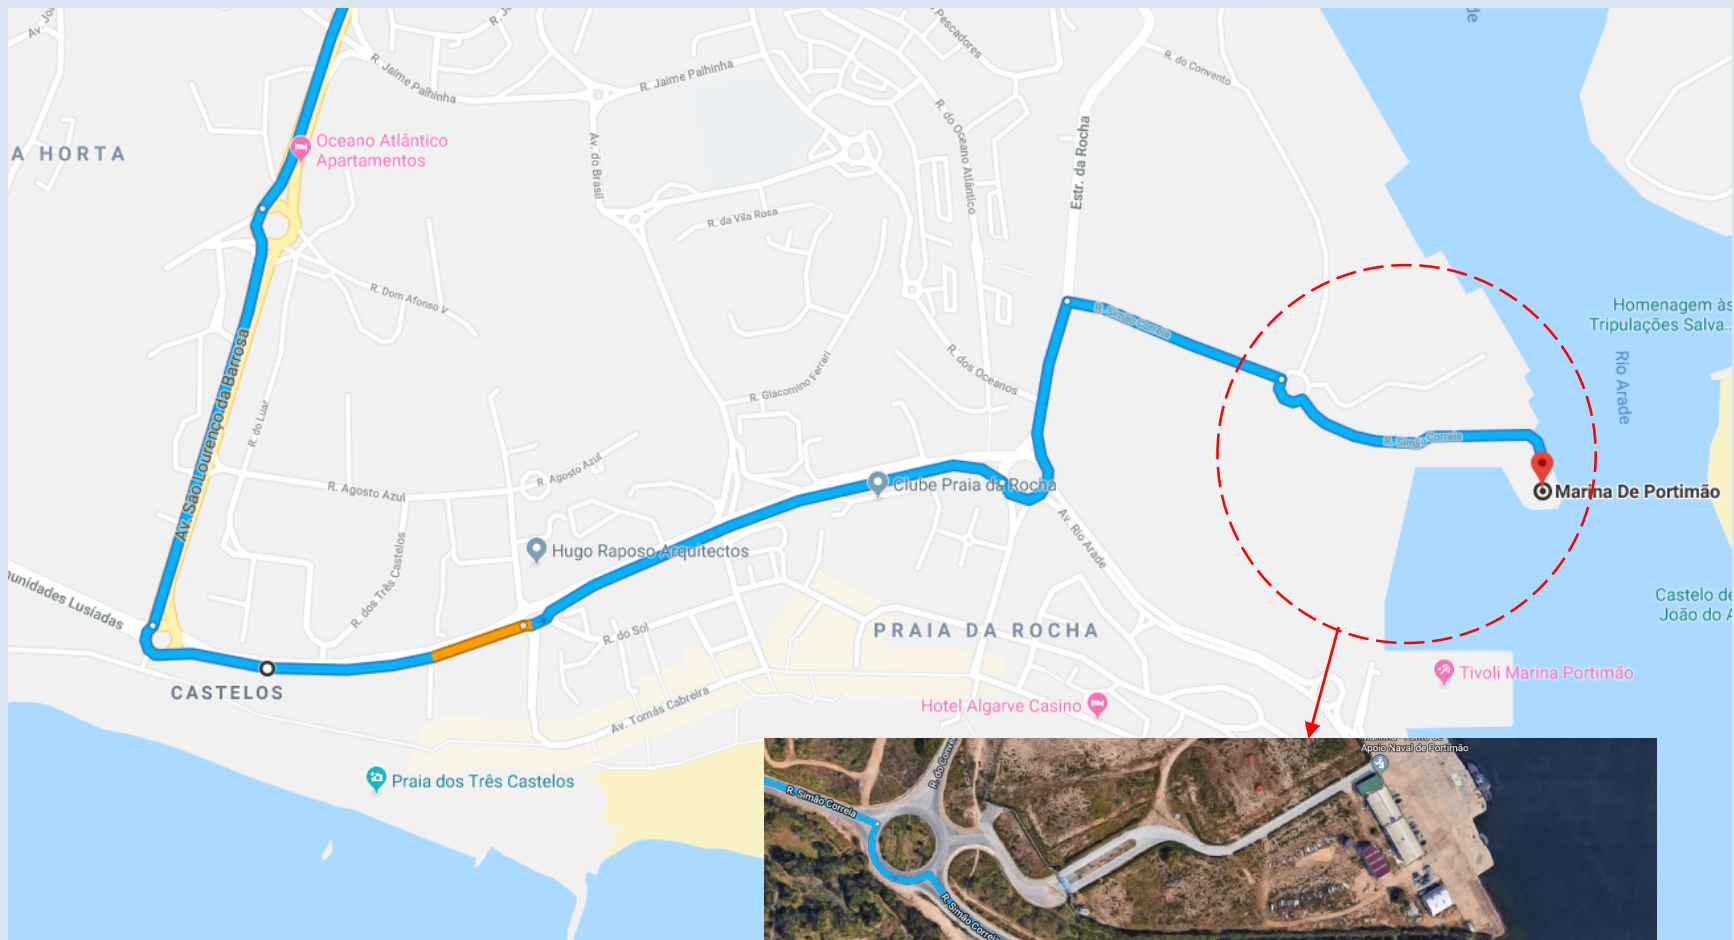 R. Jaime Palhinha
R. Jaime Palhinha
Pescadores
R. do Convento
Oceano Atlântico
Apartamentos
A HORTA
Av. do Brasil
R. do Oceano Atlântico
Estr. da Rocha
R. da Vila Rosa
R. Dom Afonso V
Homenagem às
Tripulações Salva...
Rio Arade
R. Simão Correia
Av. São Lourenço da Barrosa
R. do Luar
R. Giacomino Ferrari
R. dos Oceanos
R. Simão Correia
R. Agosto Azul
R. Agosto Azul
Clube Praia da Rocha
Marina De Portimão
Av. Rio Arade
R. dos Três Castelos
Hugo Raposo Arquitectos
munidades Lusíadas
R. do Sol
PRAIA DA ROCHA
Castelo de
João do A
CASTELOS
Av. Tomás Cabreira
Hotel Algarve Casino
Tivoli Marina Portimão
Praia dos Três Castelos
Apoio Naval de Portimão
R. do Conve
R. Simão Correia
R. Simão Correia